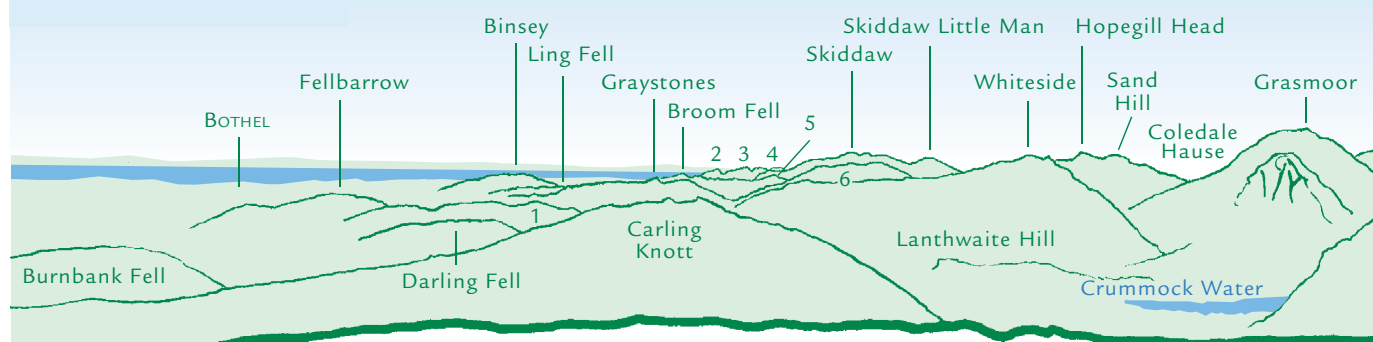 Binsey
Ling Fell
Skiddaw Little Man
Hopegill Head
Fellbarrow
Graystones
Skiddaw
Whiteside
Sand
Hill
Grasmoor
BOTHEL
Broom Fell
5
Coledale
Hause
2
3
4
6
1
Carling
Knott
Lanthwaite Hill
Burnbank Fell
Darling Fell
Crummock Water